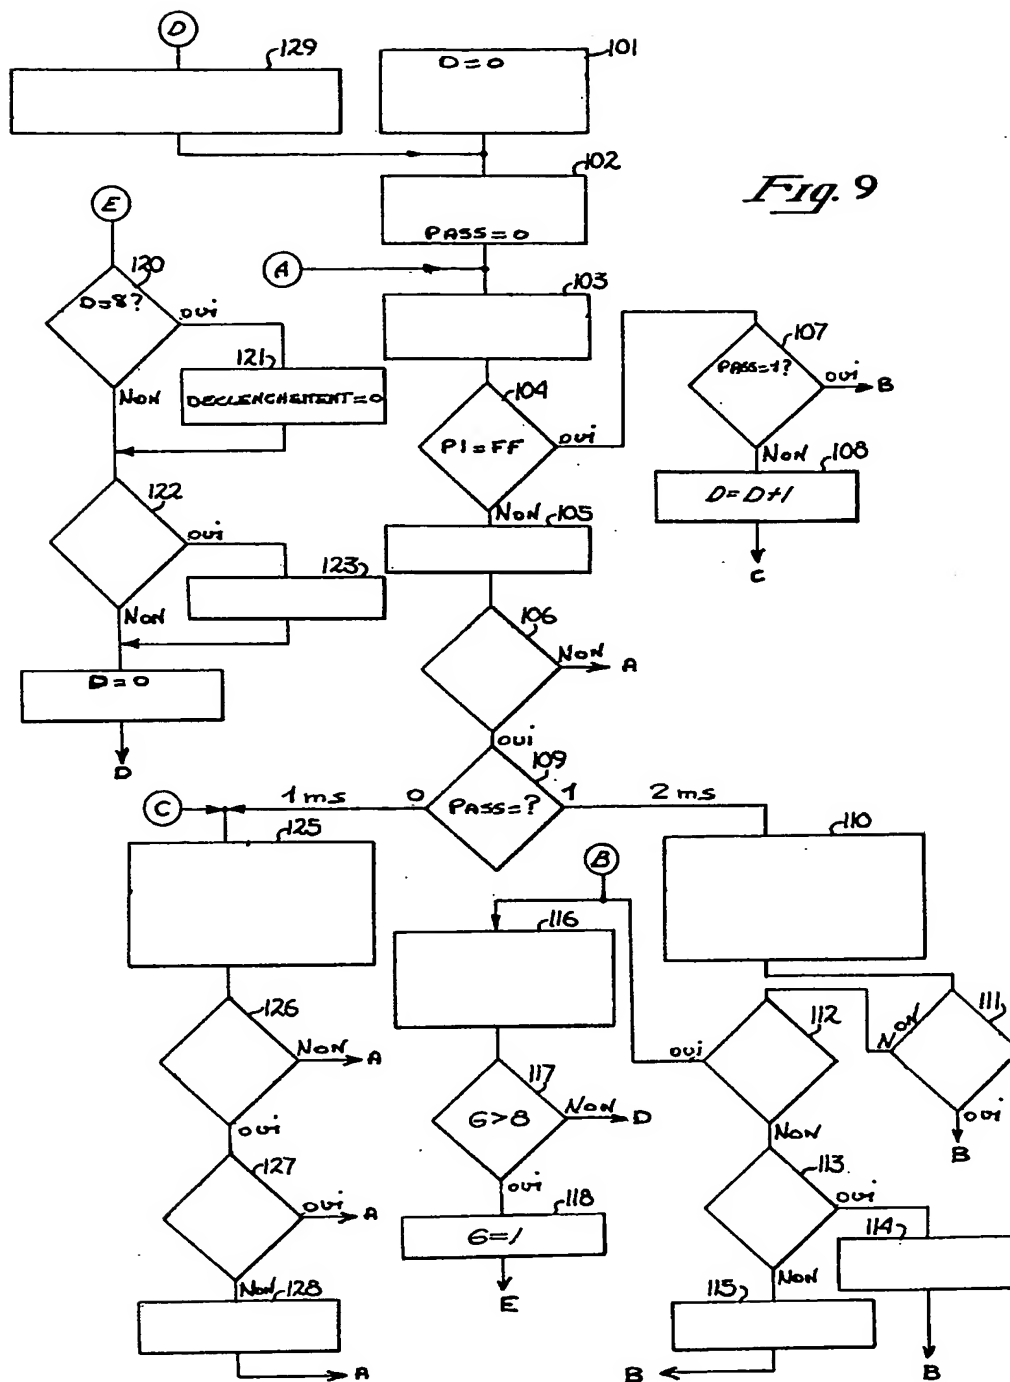 D
129
101
D=0
102
PASS=0
Fig. 9
E
A
120
D=8?
oui
103
107
PASS=1?
oui
B
121
DECLENCHEMENT=0
NON
104
PI=FF
oui
NON
108
D=D+1
C
122
oui
NON
105
123
NON
106
NON
A
oui
D=0
D
109
C
1ms
0
PASS=?
1
2ms
125
110
B
116
126
NON
A
oui
112
oui
NON
111
NON
oui
B
117
G>8
NON
D
oui
127
oui
A
NON
113
oui
NON
118
G=1
E
114
128
A
115
B
B